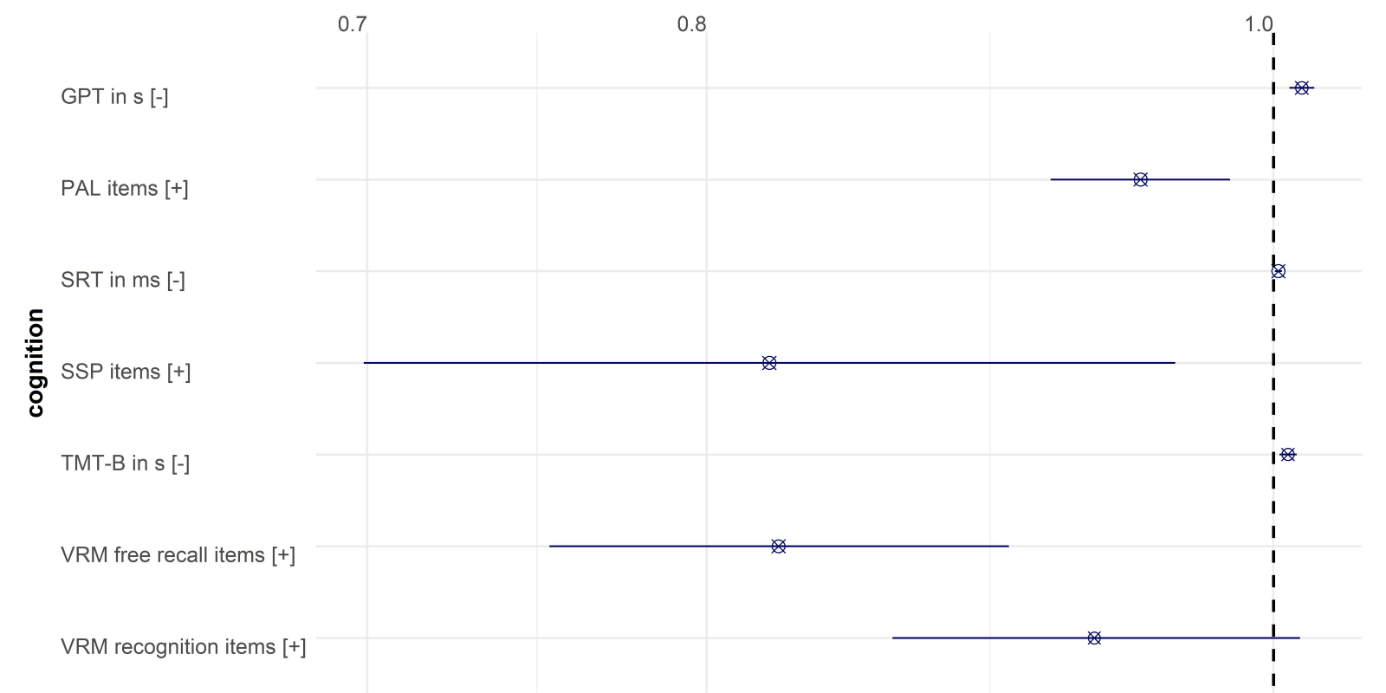 0.7 0.8 1.0
GPT in s [-]
PAL items [+]
SRT in ms [-]
cognition
SSP items [+]
TMT-B in s [-]
VRM free recall items [+]
VRM recognition items [+]